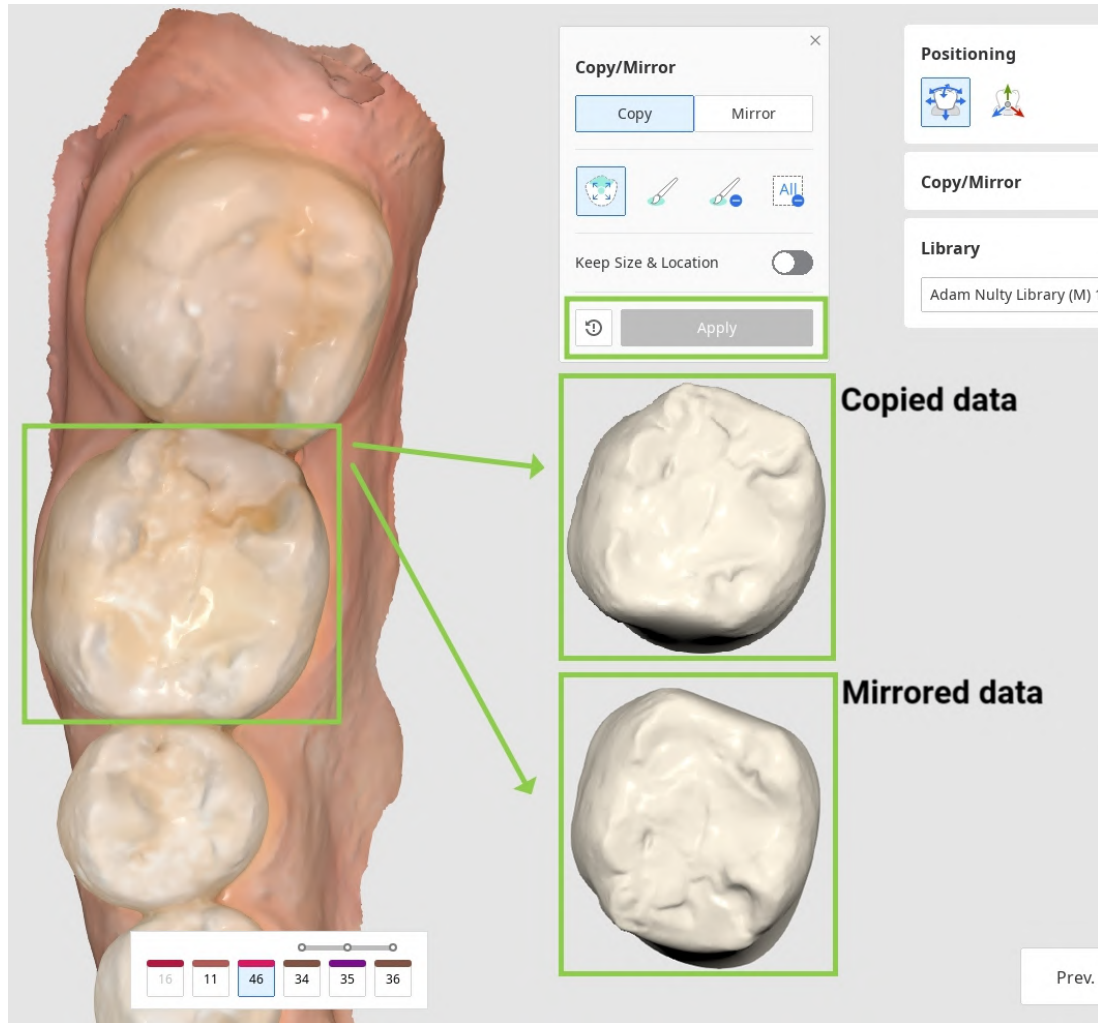 Copy/Mirror
Copy
Mirror
All
Keep Size & Location
Apply
Positioning
Copy/Mirror
Library
Adam Nulty Library (M)
Copied data
Mirrored data
16
11
46
34
35
36
Prev.